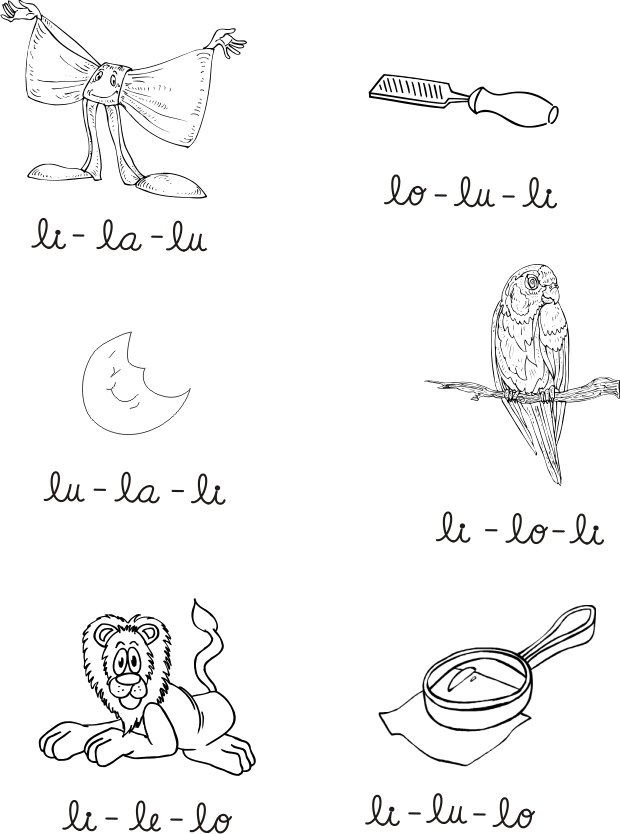 li - la - lu
lo - lu - li
lu - la - li
li - lo - li
li - le - lo
li - lu - lo